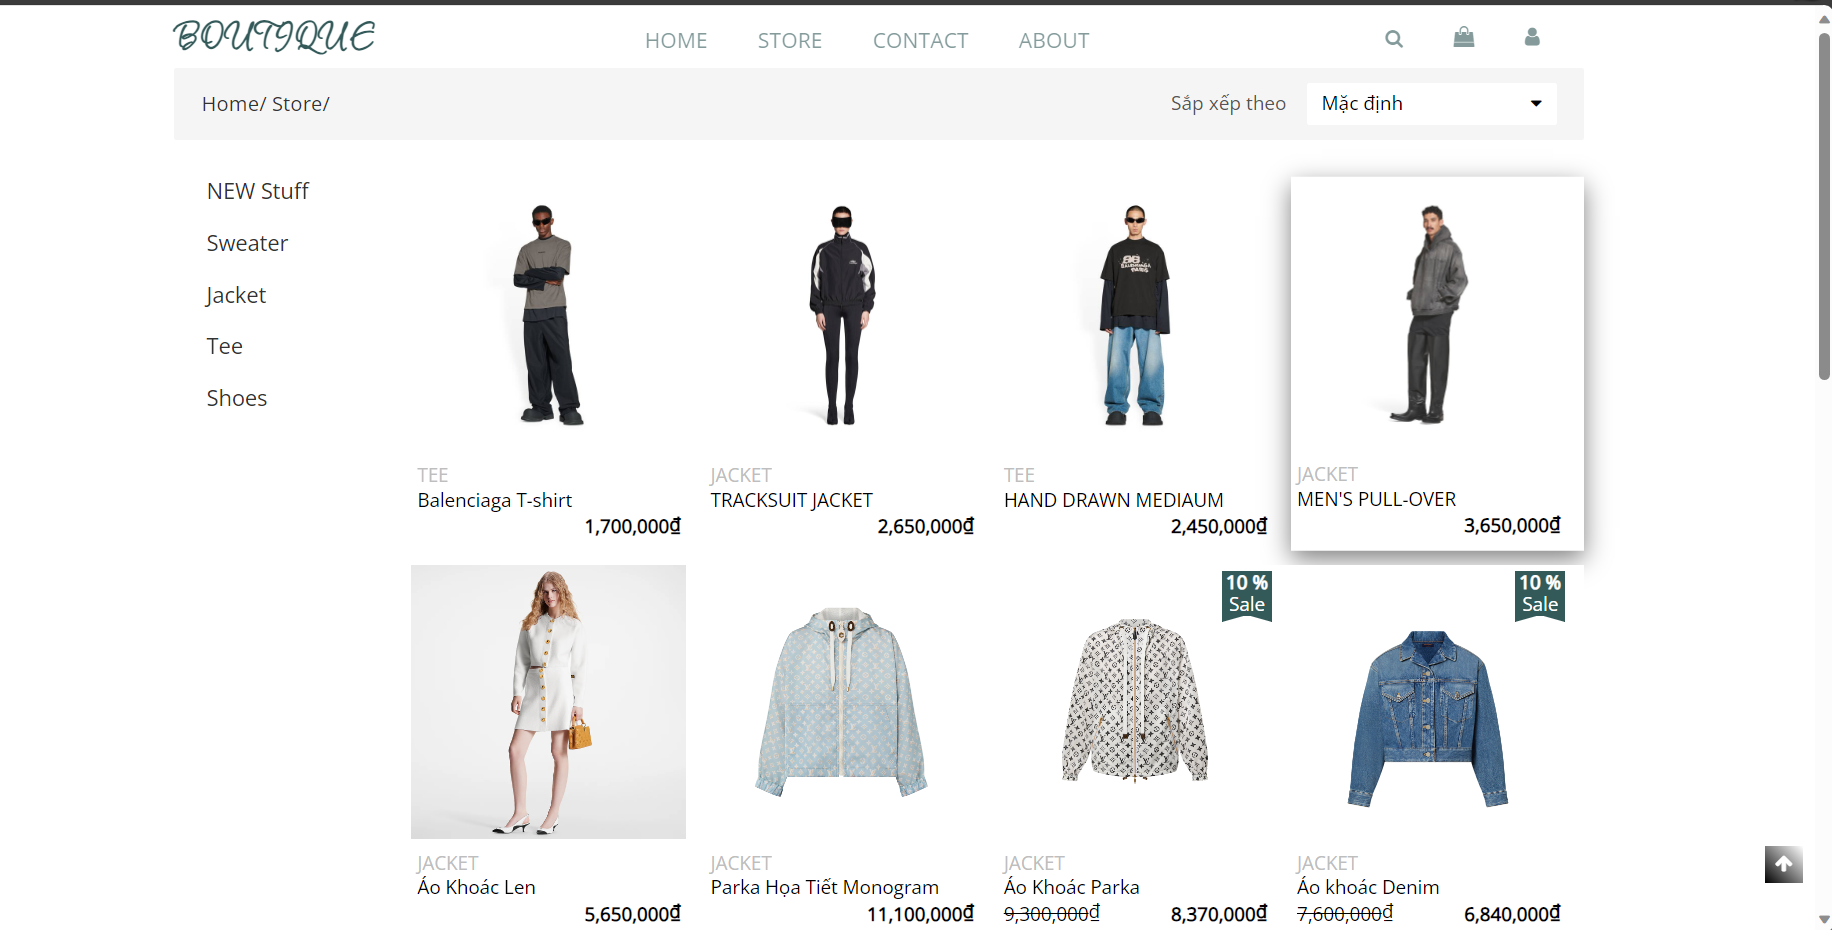 BOUTIQUE
HOME STORE CONTACT ABOUT
Home/ Store/
Sắp xếp theo Mặc định
NEW Stuff
Sweater
Jacket
Tee
Shoes
TEE
Balenciaga T-shirt
1,700,000₫
JACKET
TRACKSUIT JACKET
2,650,000₫
TEE
HAND DRAWN MEDIAUM
2,450,000₫
JACKET
MEN'S PULL-OVER
3,650,000₫
JACKET
Áo Khoác Len
5,650,000₫
JACKET
Parka Họa Tiết Monogram
11,100,000₫
10 %
Sale
JACKET
Áo Khoác Parka
9,300,000₫ 8,370,000₫
10 %
Sale
JACKET
Áo khoác Denim
7,600,000₫ 6,840,000₫